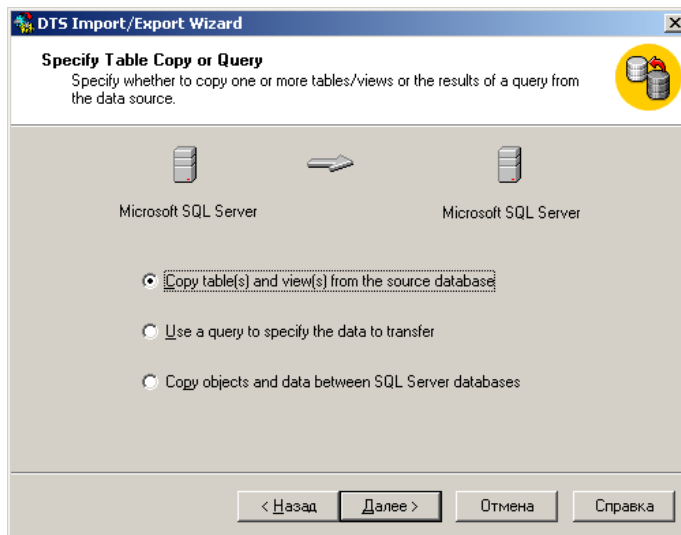 DTS Import/Export Wizard
Specify Table Copy or Query
Specify whether to copy one or more tables/views or the results of a query from
the data source.
Microsoft SQL Server
Microsoft SQL Server
Copy table(s) and view(s) from the source database
Use a query to specify the data to transfer
Copy objects and data between SQL Server databases
< Назад Далее > Отмена Справка